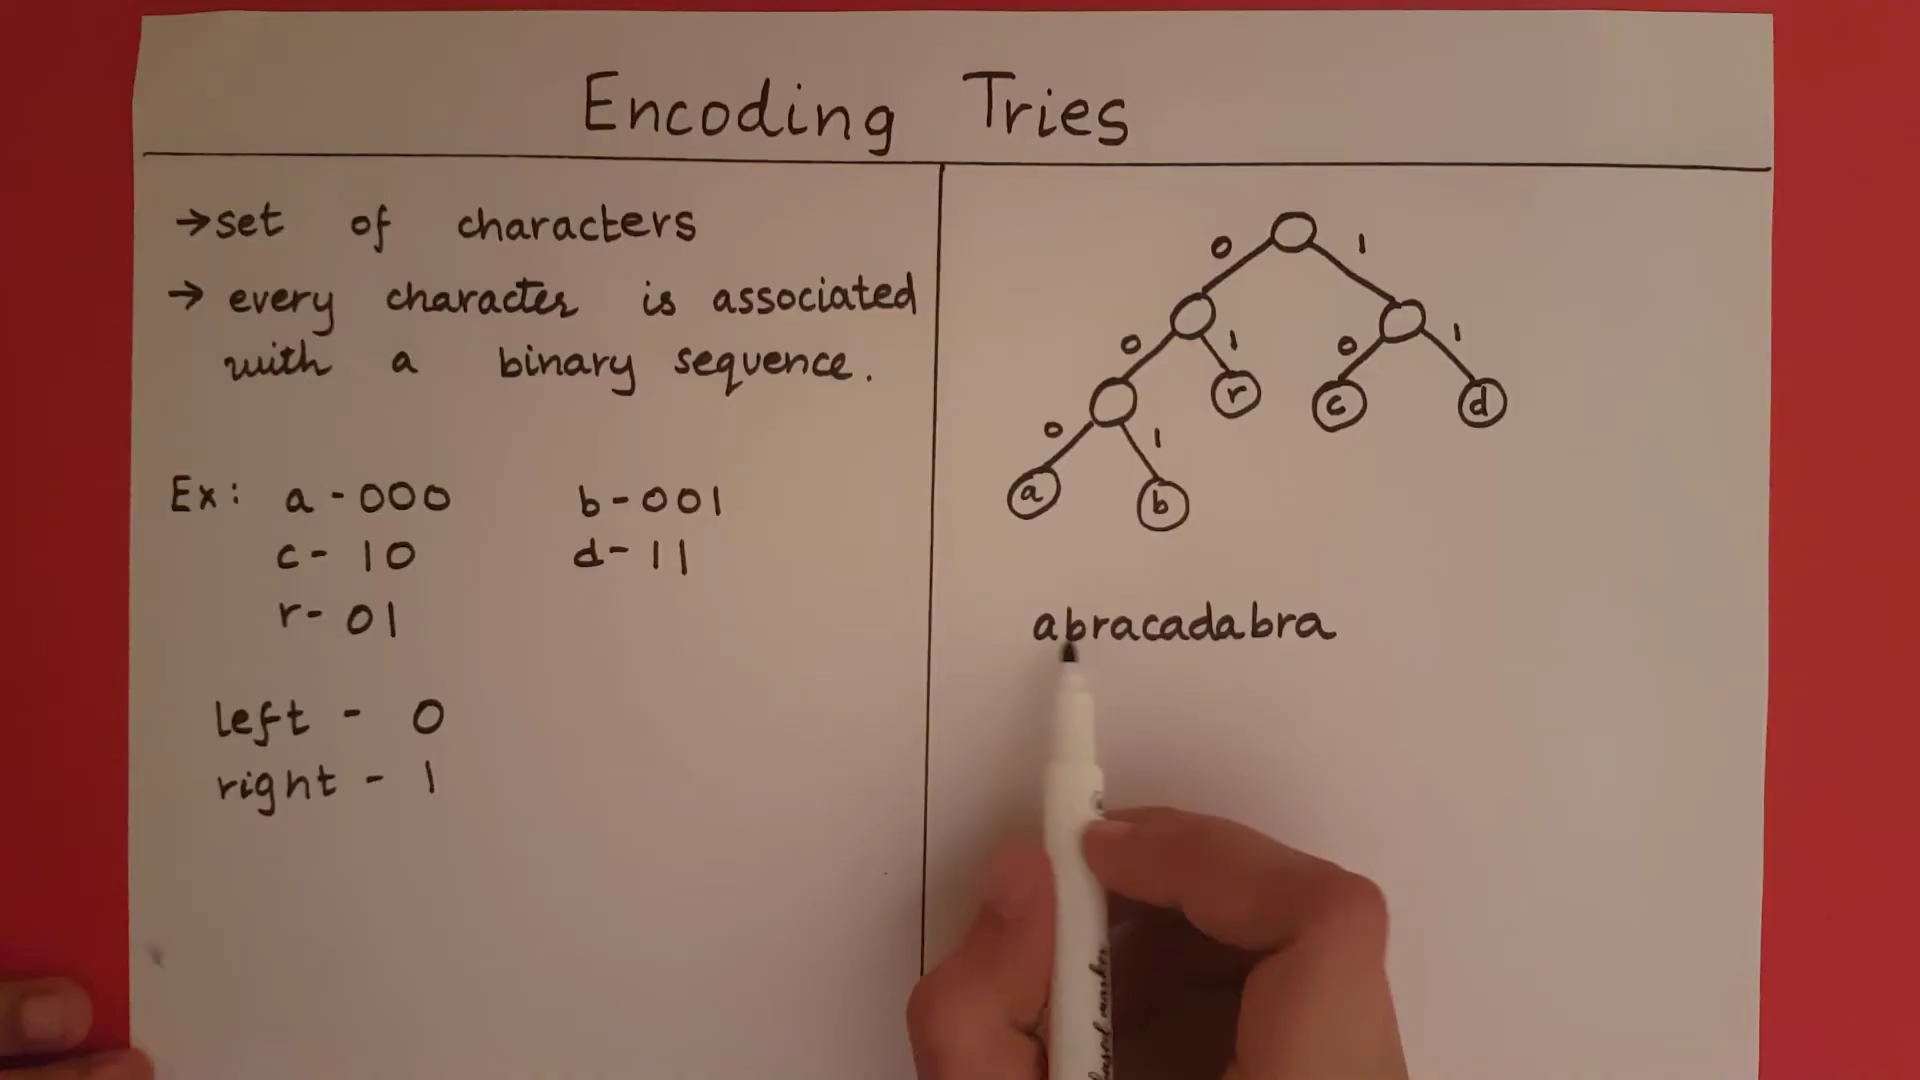 Encoding Tries
→ set of characters
→ every character is associated
with a binary sequence.
Ex: a - 000 b - 001
c - 10 d - 11
r - 01
left - 0
right - 1
0 1
0 1 0 1
r c d
0 1
a b
abracadabra